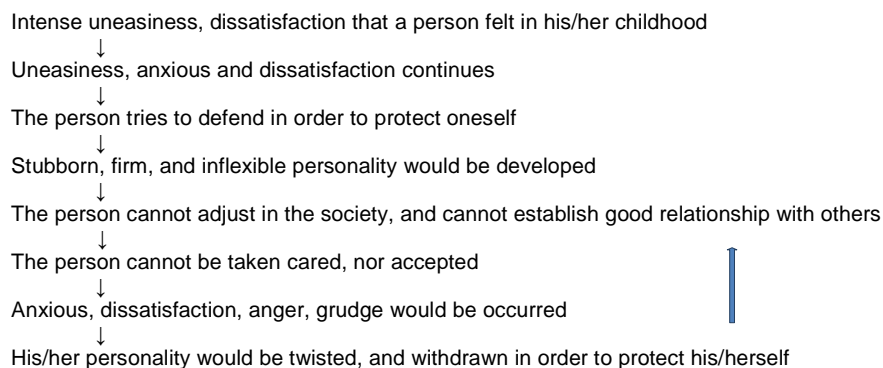 Intense uneasiness, dissatisfaction that a person felt in his/her childhood
↓
Uneasiness, anxious and dissatisfaction continues
↓
The person tries to defend in order to protect oneself
↓
Stubborn, firm, and inflexible personality would be developed
↓
The person cannot adjust in the society, and cannot establish good relationship with others
↓
The person cannot be taken cared, nor accepted
↓
Anxious, dissatisfaction, anger, grudge would be occurred
↓
His/her personality would be twisted, and withdrawn in order to protect his/herself